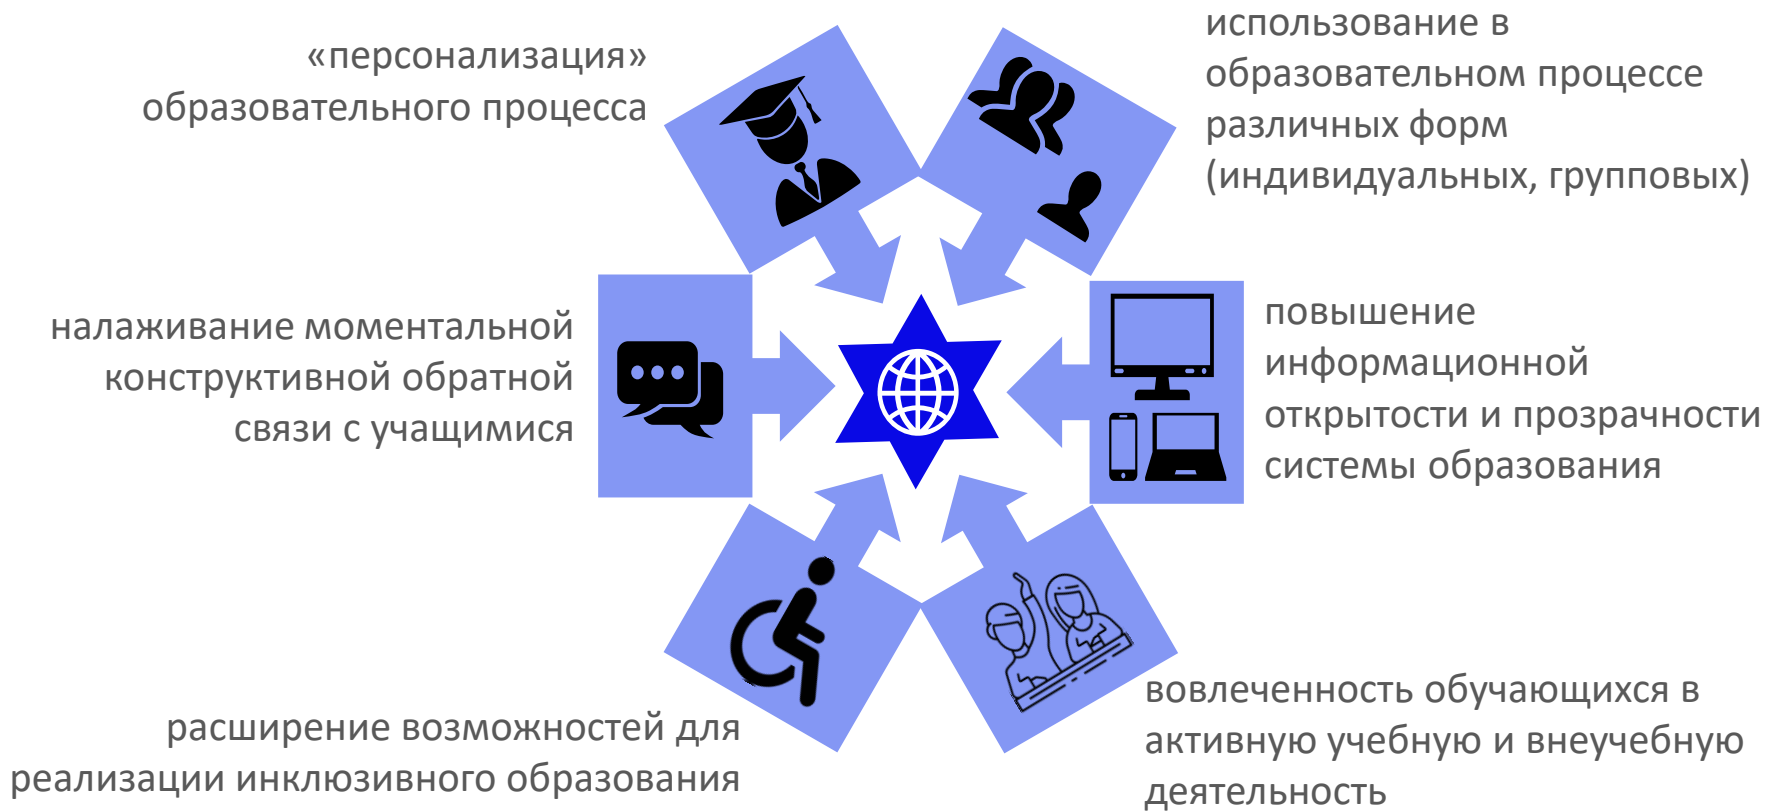 «персонализация»
образовательного процесса
использование в
образовательном процессе
различных форм
(индивидуальных, групповых)
налаживание моментальной
конструктивной обратной
связи с учащимися
повышение
информационной
открытости и прозрачности
системы образования
расширение возможностей для
реализации инклюзивного образования
вовлеченность обучающихся в
активную учебную и внеучебную
деятельность